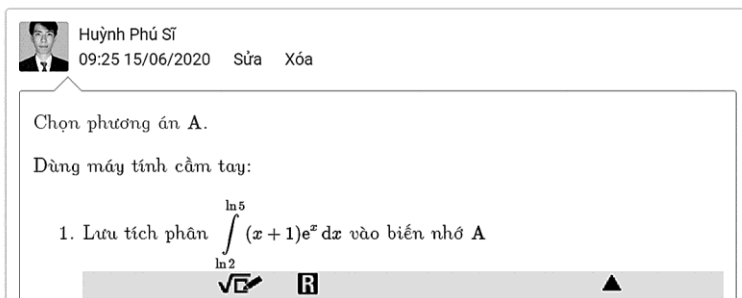 Huỳnh Phú Sĩ
09:25 15/06/2020 Sửa Xóa
Chọn phương án A.
Dùng máy tính cầm tay:
1. Lưu tích phân ∫_{ln 2}^{ln 5} (x + 1)e^x dx vào biến nhớ A
√□ R ▲